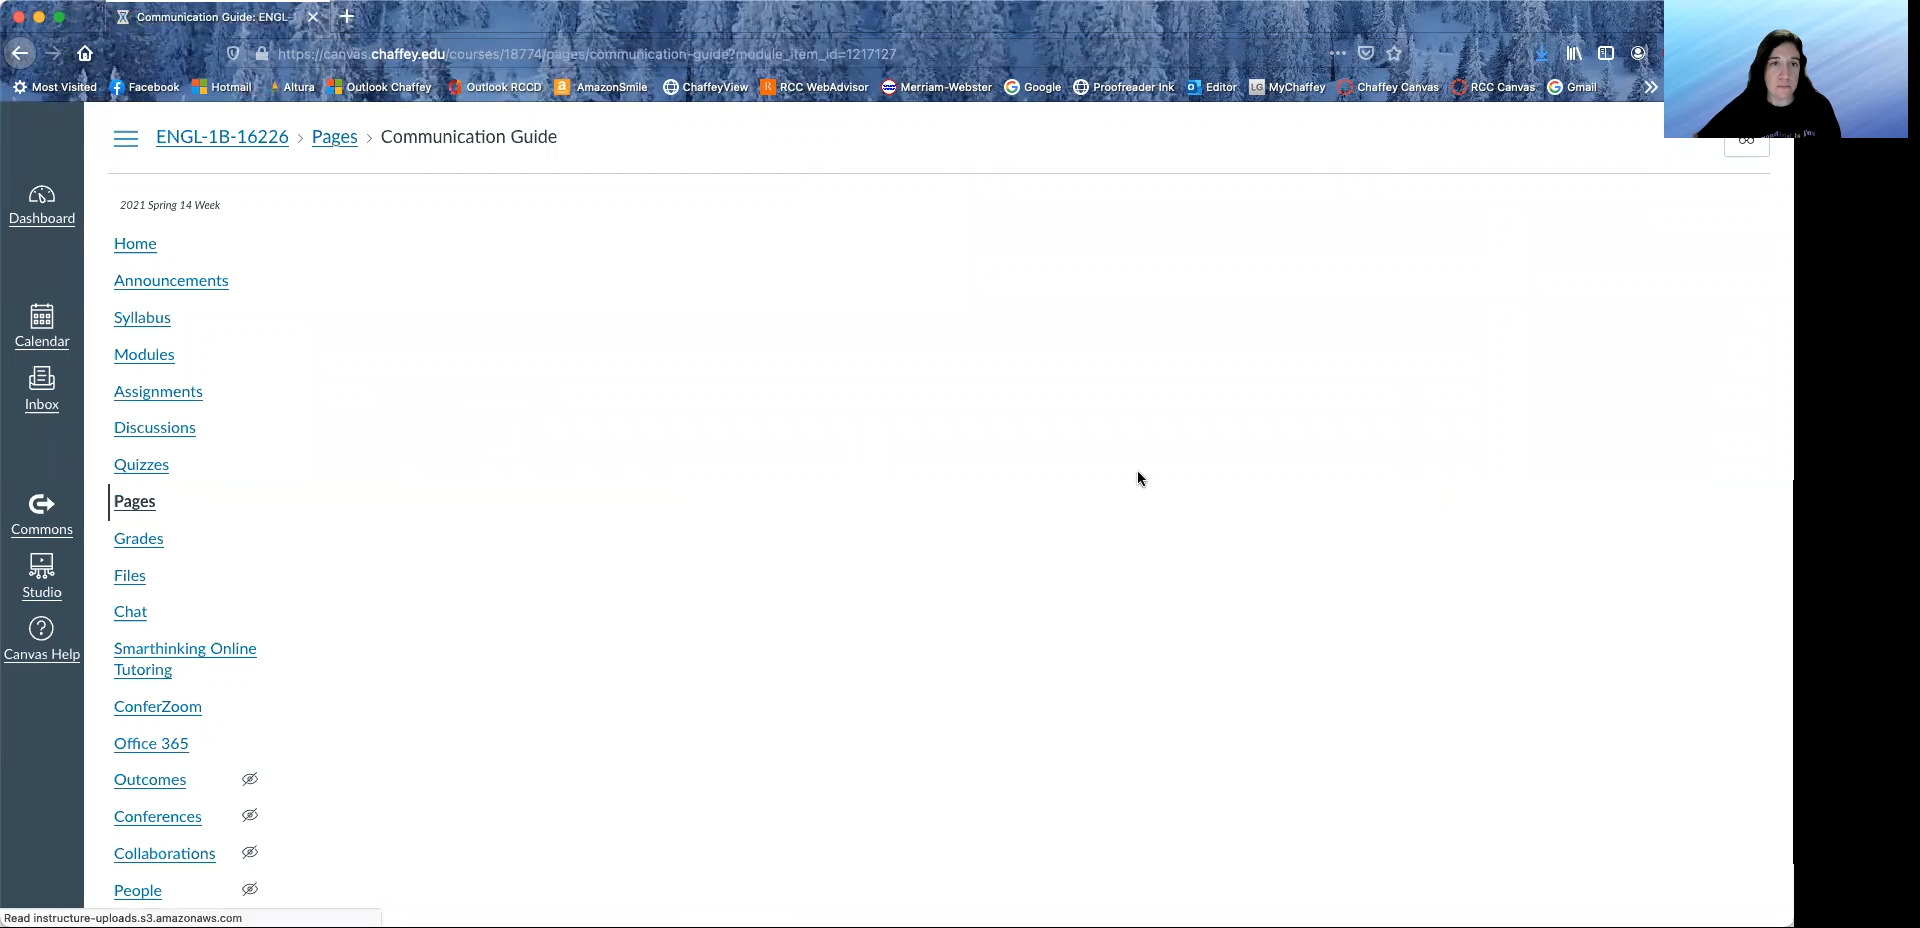 Communication Guide: ENGL-
https://canvas.chaffey.edu/courses/18774/pages/communication-guide?module_item_id=1217127
Most Visited Facebook Hotmail Altura Outlook Chaffey Outlook RCCD AmazonSmile ChaffeyView RCC WebAdvisor Merriam-Webster Google Proofreader Ink Editor MyChaffey Chaffey Canvas RCC Canvas Gmail
ENGL-1B-16226 > Pages > Communication Guide
2021 Spring 14 Week
Home
Announcements
Syllabus
Modules
Assignments
Discussions
Quizzes
Pages
Grades
Files
Chat
Smarthinking Online
Tutoring
ConferZoom
Office 365
Outcomes
Conferences
Collaborations
People
Dashboard
Calendar
Inbox
Commons
Studio
Canvas Help
Read instructure-uploads.s3.amazonaws.com